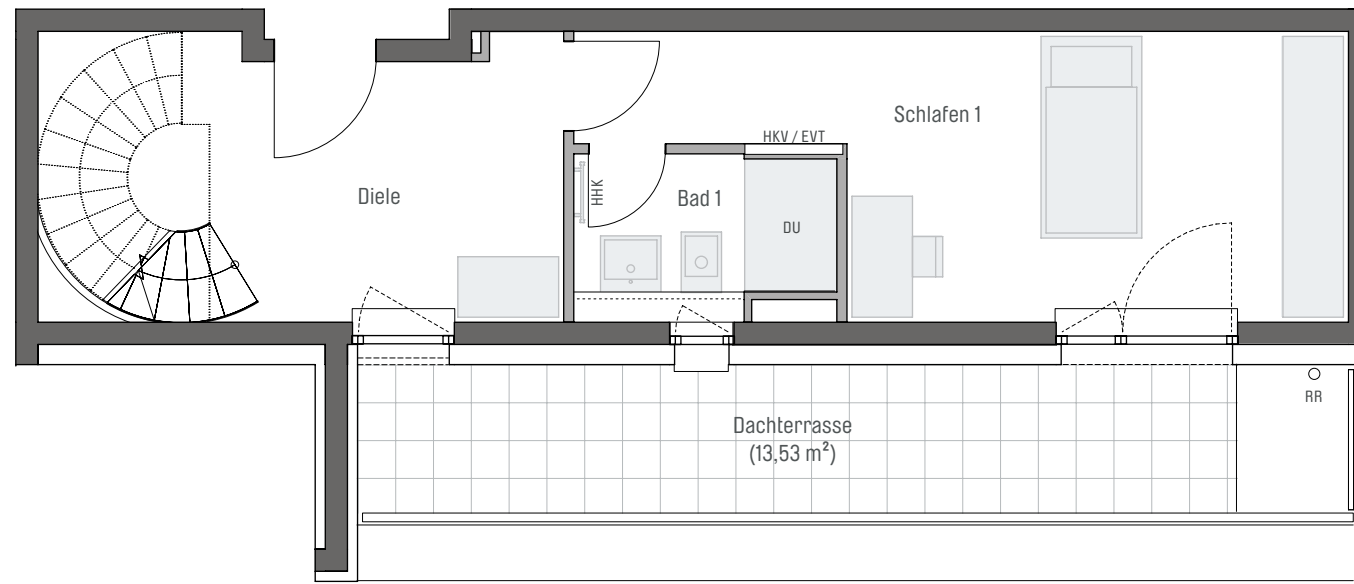 Schlafen 1
HKV / EVT
Diele
HHK
Bad 1
DU
RR
Dachterrasse
(13,53 m²)